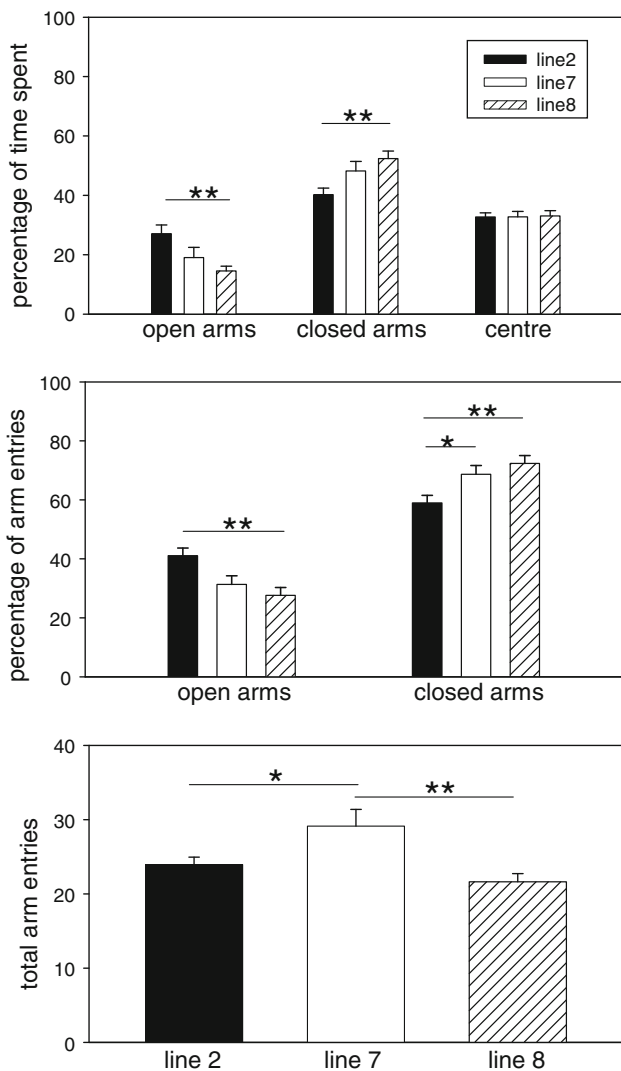 percentage of time spent
100
80
60
40
20
0
line2
line7
line8
**
**
open arms
closed arms
centre
percentage of arm entries
100
80
60
40
20
0
**
*
**
open arms
closed arms
total arm entries
40
30
20
10
0
*
**
line 2
line 7
line 8